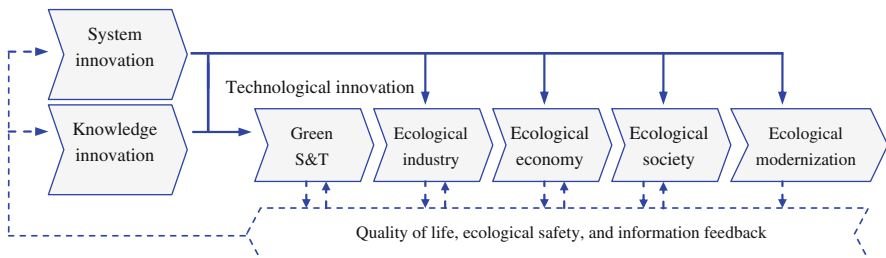 System
innovation
Technological innovation
Knowledge
innovation
Green
S&T
Ecological
industry
Ecological
economy
Ecological
society
Ecological
modernization
Quality of life, ecological safety, and information feedback